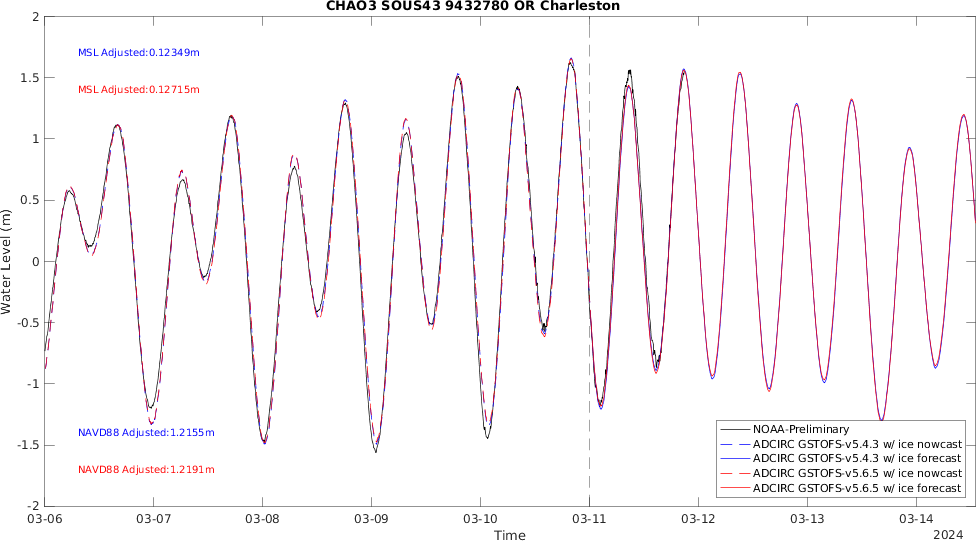 CHAO3 SOUS43 9432780 OR Charleston
2
1.5
1
0.5
0
-0.5
-1
-1.5
-2
Water Level (m)
MSL Adjusted:0.12349m
MSL Adjusted:0.12715m
NAVD88 Adjusted:1.2155m
NAVD88 Adjusted:1.2191m
NOAA-Preliminary
ADCIRC GSTOFS-v5.4.3 w/ ice nowcast
ADCIRC GSTOFS-v5.4.3 w/ ice forecast
ADCIRC GSTOFS-v5.6.5 w/ ice nowcast
ADCIRC GSTOFS-v5.6.5 w/ ice forecast
03-06 03-07 03-08 03-09 03-10 03-11 03-12 03-13 03-14
Time
2024